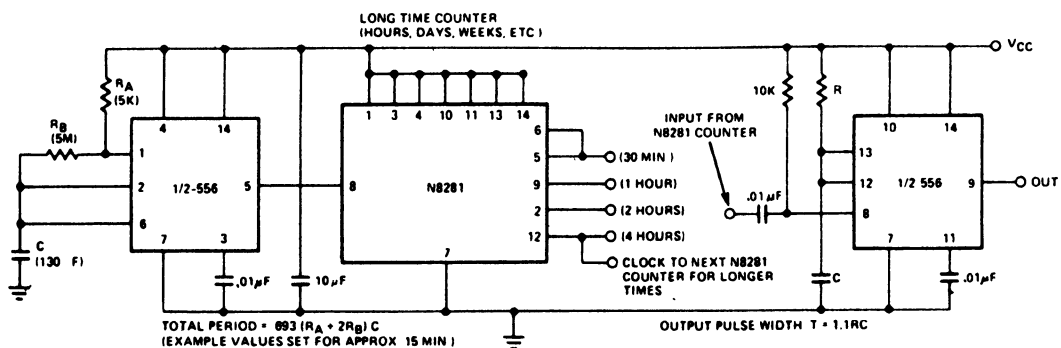 LONG TIME COUNTER
(HOURS, DAYS, WEEKS, ETC )
VCC
RA
(5K)
RB
(5M)
4
14
1
2
6
5
7
3
1/2-556
C
(130 F)
.01μF
10μF
1
3
4
10
11
13
14
8
N8281
6
5
9
2
12
7
(30 MIN )
(1 HOUR)
(2 HOURS)
(4 HOURS)
CLOCK TO NEXT N8281
COUNTER FOR LONGER
TIMES
INPUT FROM
N8281 COUNTER
.01μF
10K
R
10
14
13
12
8
1/2 556
9
OUT
7
11
C
.01μF
TOTAL PERIOD = 693 (RA + 2RB) C
(EXAMPLE VALUES SET FOR APPROX 15 MIN )
OUTPUT PULSE WIDTH T = 1.1RC